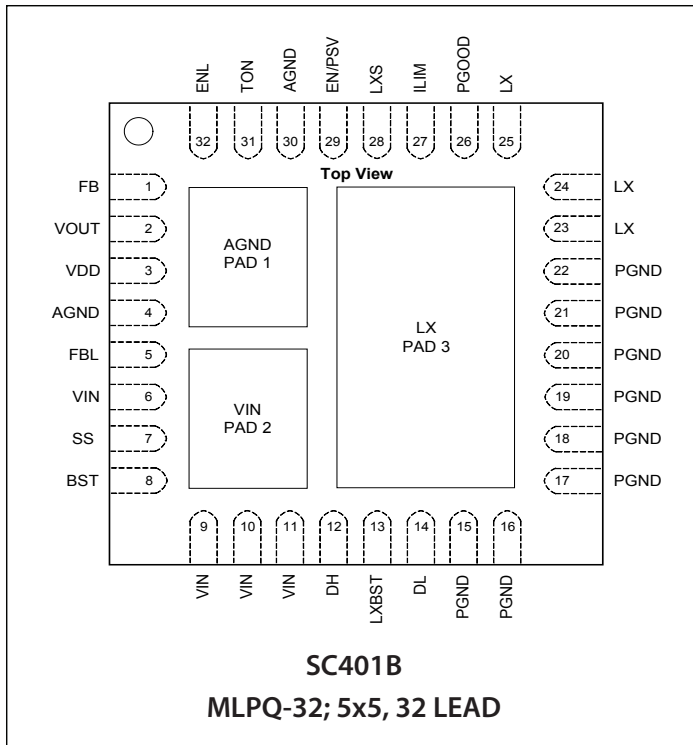 ENL TON AGND EN/PSV LXS ILIM PGOOD LX
32 31 30 29 28 27 26 25
Top View
FB 1
VOUT 2
VDD 3
AGND 4
FBL 5
VIN 6
SS 7
BST 8
AGND
PAD 1
VIN
PAD 2
LX
PAD 3
24 LX
23 LX
22 PGND
21 PGND
20 PGND
19 PGND
18 PGND
17 PGND
9 10 11 12 13 14 15 16
VIN VIN VIN DH LXBST DL PGND PGND
SC401B
MLPQ-32; 5x5, 32 LEAD